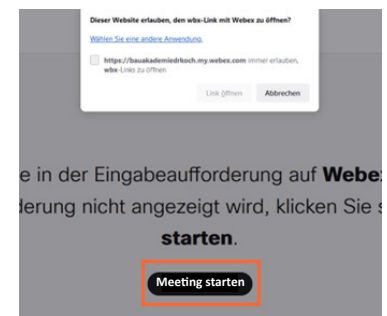 Dieser Website erlauben, den wbx-Link mit Webex zu öffnen?
Wählen Sie eine andere Anwendung.
https://bauakademiedrkoch.my.webex.com immer erlauben,
wbx-Links zu öffnen
Link öffnen Abbrechen
e in der Eingabeaufforderung auf Webex
derung nicht angezeigt wird, klicken Sie s
starten.
Meeting starten